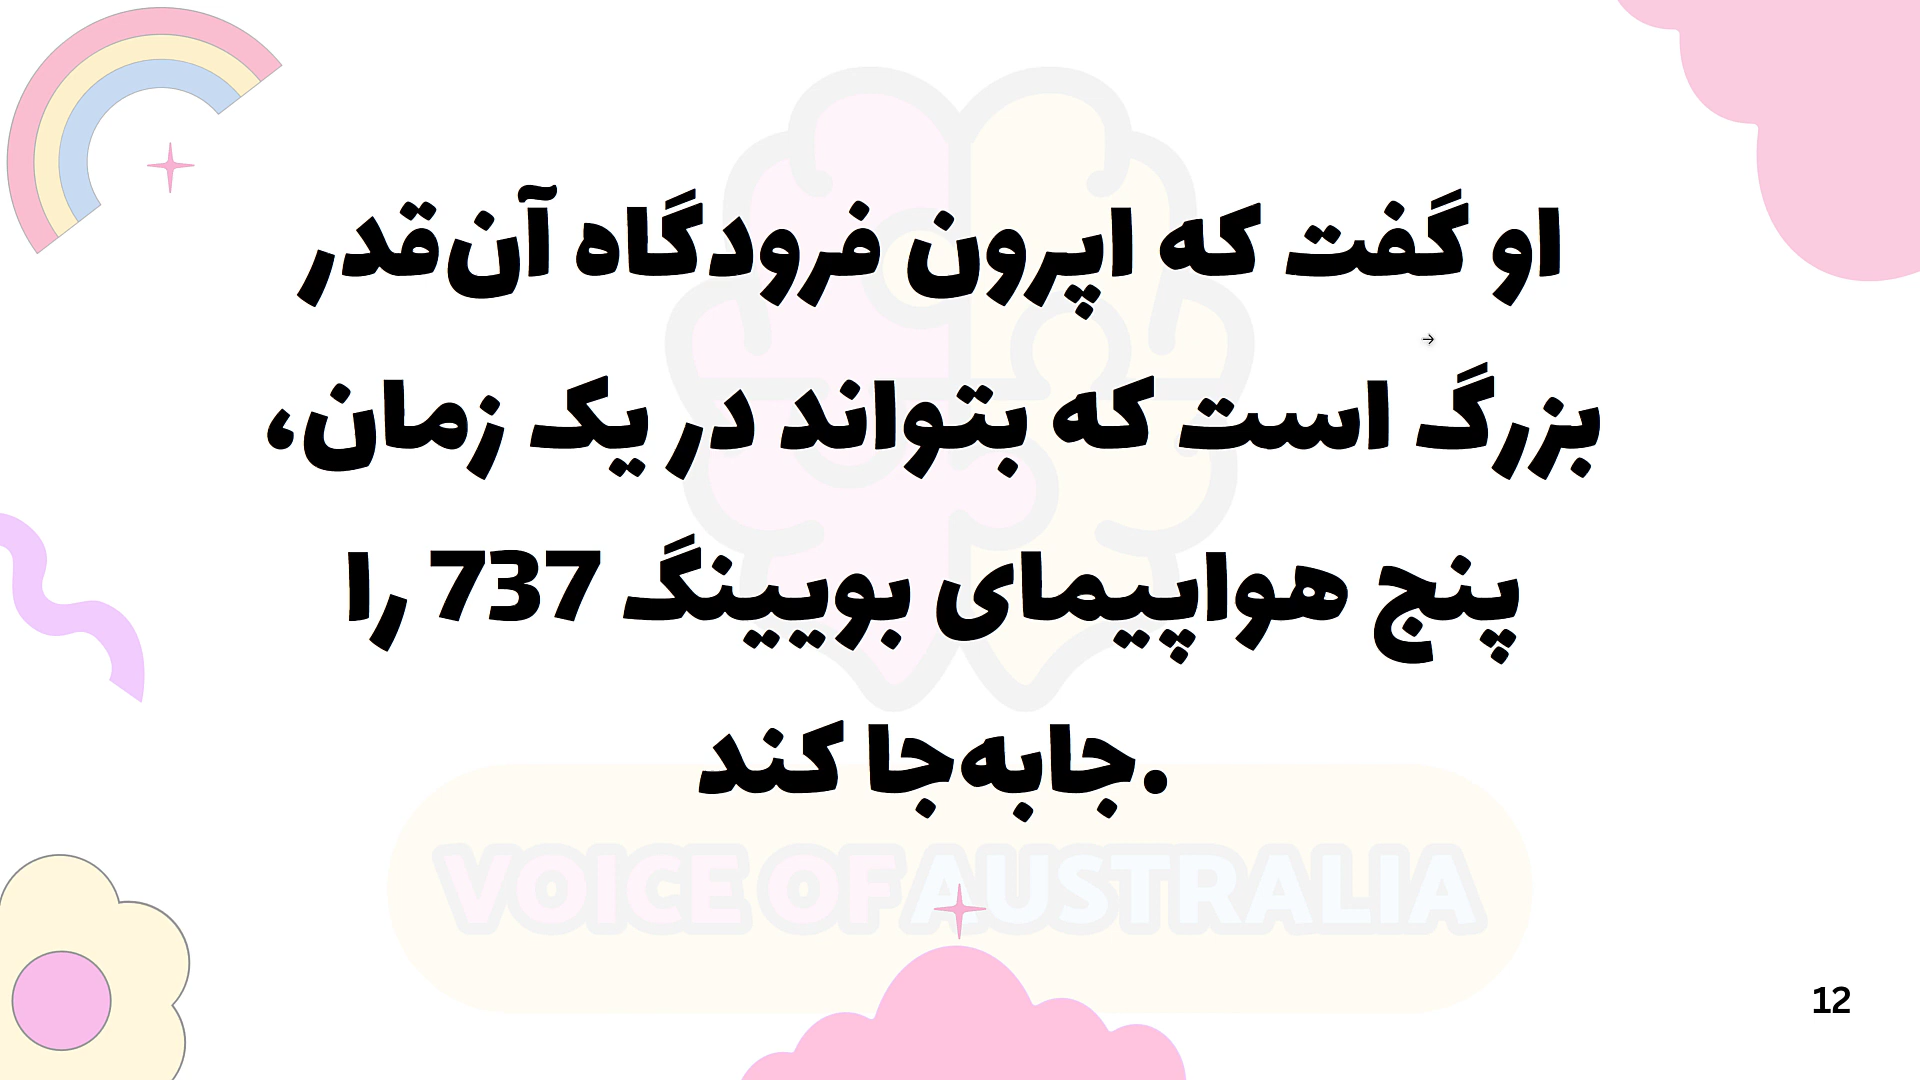 او گفت که اپرون فرودگاه آن‌قدر
بزرگ است که بتواند در یک زمان،
پنج هواپیمای بویینگ 737 را
جابه‌جا کند.
VOICE OF AUSTRALIA
12